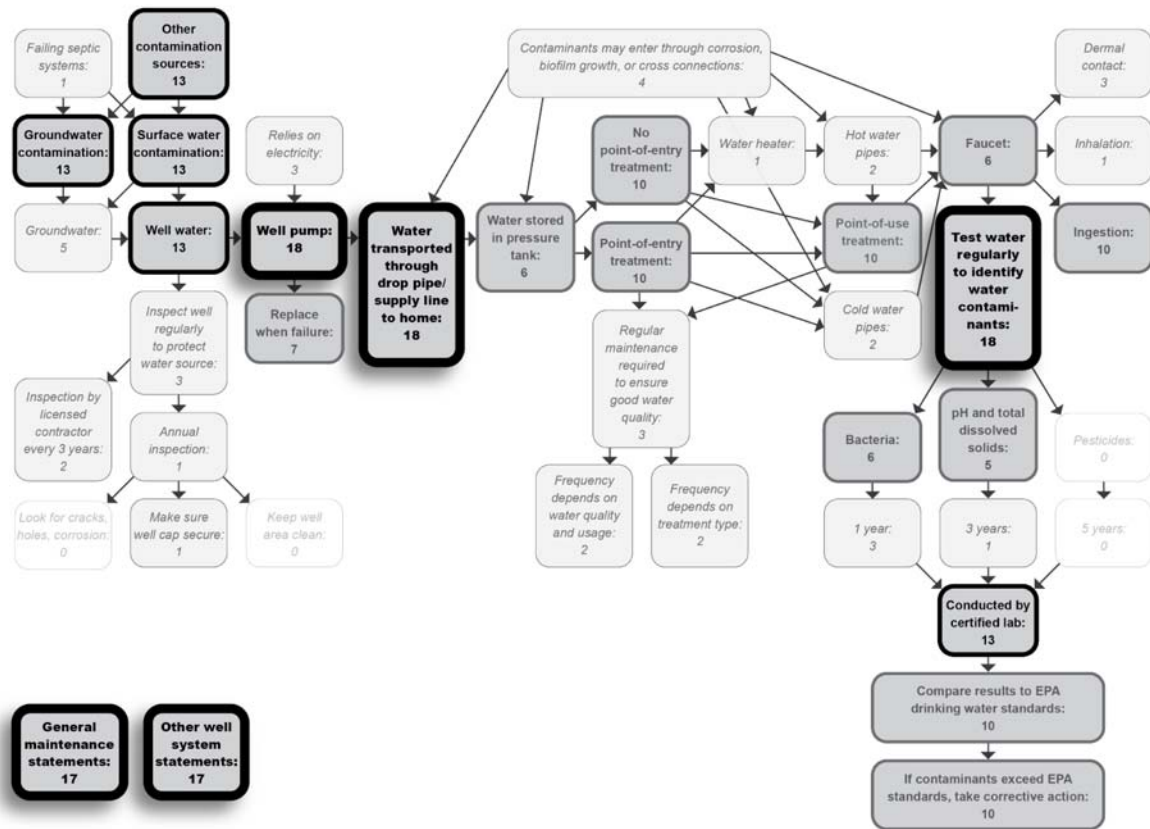 Failing septic
systems:
1
Other
contamination
sources:
13
Contaminants may enter through corrosion,
biofilm growth, or cross connections:
4
Dermal
contact:
3
Groundwater
contamination:
13
Surface water
contamination:
13
Relies on
electricity:
3
No
point-of-entry
treatment:
10
Water heater:
1
Hot water
pipes:
2
Faucet:
6
Inhalation:
1
Groundwater:
5
Well water:
13
Well pump:
18
Water
transported
through
drop pipe/
supply line
to home:
18
Water stored
in pressure
tank:
6
Point-of-entry
treatment:
10
Point-of-use
treatment:
10
Test water
regularly
to identify
water
contami-
nants:
18
Ingestion:
10
Inspect well
regularly
to protect
water source:
3
Replace
when failure:
7
Regular
maintenance
required
to ensure
good water
quality:
3
Cold water
pipes:
2
Inspection by
licensed
contractor
every 3 years:
2
Annual
inspection:
1
Bacteria:
6
pH and total
dissolved
solids:
5
Pesticides:
0
Look for cracks,
holes, corrosion:
0
Make sure
well cap secure:
1
Keep well
area clean:
0
Frequency
depends on
water quality
and usage:
2
Frequency
depends on
treatment type:
2
1 year:
3
3 years:
1
5 years:
0
Conducted by
certified lab:
13
Compare results to EPA
drinking water standards:
10
General
maintenance
statements:
17
Other well
system
statements:
17
If contaminants exceed EPA
standards, take corrective action:
10